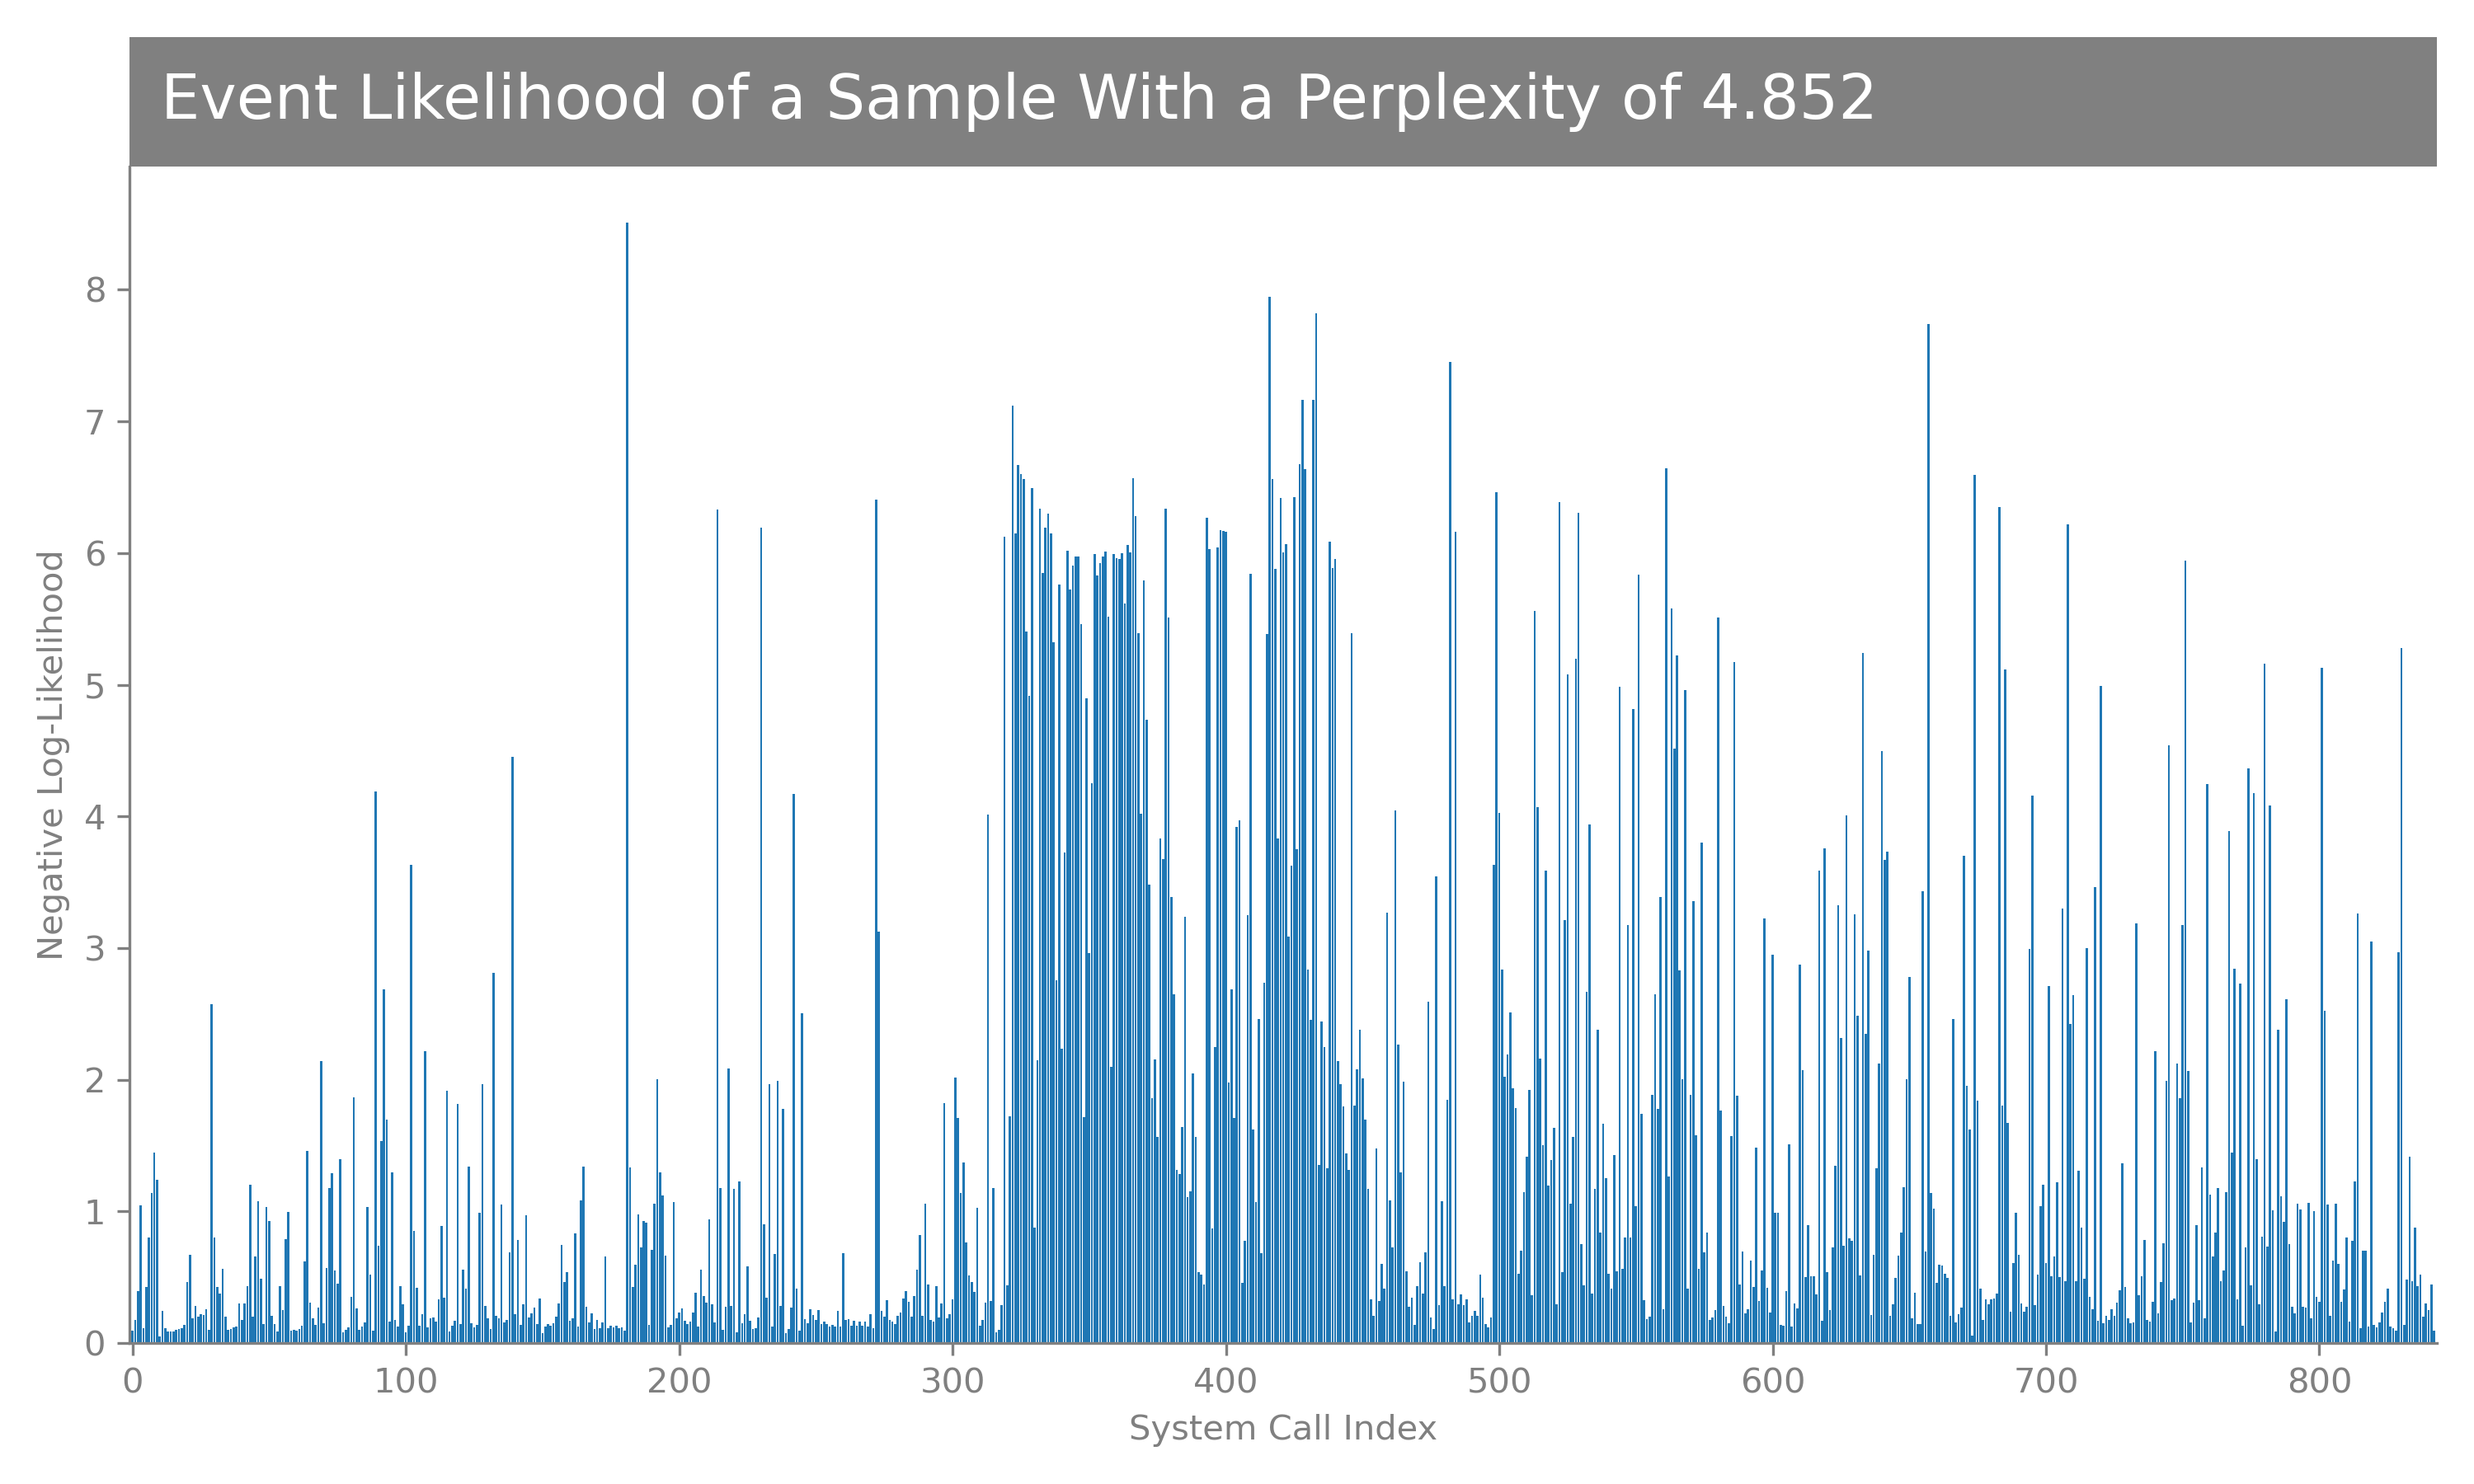 Event Likelihood of a Sample With a Perplexity of 4.852
Negative Log-Likelihood
8
7
6
5
4
3
2
1
0
0 100 200 300 400 500 600 700 800
System Call Index